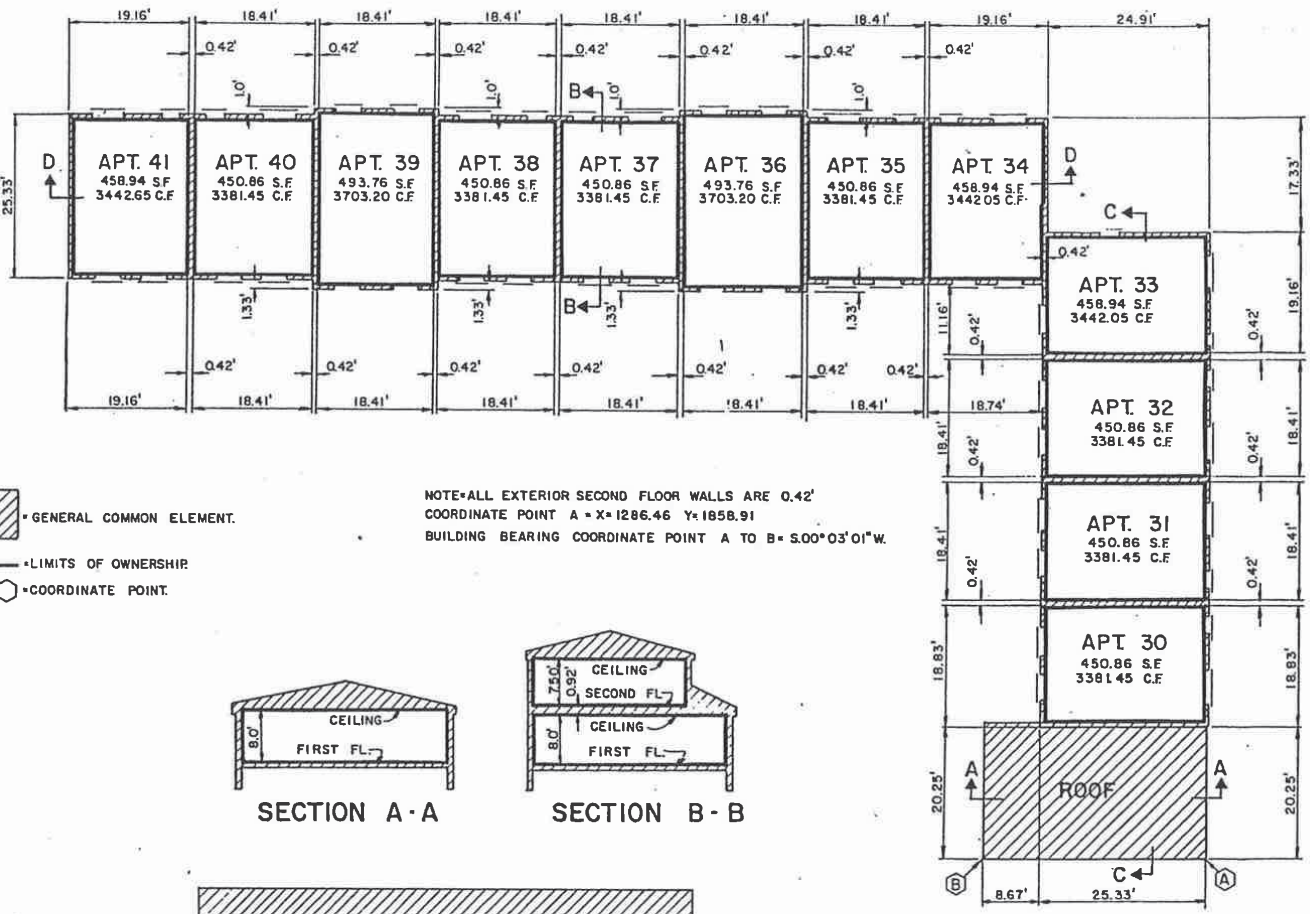 19.16' 18.41' 18.41' 18.41' 18.41' 18.41' 18.41' 19.16' 24.91'
0.42' 0.42' 0.42' 0.42' 0.42' 0.42' 0.42'
1.0' 1.0' 1.0' 1.0'
B B
D D
25.33'
17.33'
APT. 41
458.94 S.F.
3442.65 C.F.
APT. 40
450.86 S.F.
3381.45 C.F.
APT. 39
493.76 S.F.
3703.20 C.F.
APT. 38
450.86 S.F.
3381.45 C.F.
APT. 37
450.86 S.F.
3381.45 C.F.
APT. 36
493.76 S.F.
3703.20 C.F.
APT. 35
450.86 S.F.
3381.45 C.F.
APT. 34
458.94 S.F.
3442.05 C.F.
1.33' 1.33' 1.33' 1.33'
0.42' 0.42' 0.42' 0.42' 0.42' 0.42' 0.42'
19.16' 18.41' 18.41' 18.41' 18.41' 18.41' 18.41' 18.74'
C
0.42'
APT. 33
458.94 S.F.
3442.05 C.F.
11.16' 19.16'
0.42' 0.42'
APT. 32
450.86 S.F.
3381.45 C.F.
18.41' 18.41'
0.42' 0.42'
APT. 31
450.86 S.F.
3381.45 C.F.
18.41' 18.41'
0.42' 0.42'
APT. 30
450.86 S.F.
3381.45 C.F.
18.83' 18.83'
A ROOF A
20.25' 20.25'
C
B A
8.67' 25.33'
= GENERAL COMMON ELEMENT.
= LIMITS OF OWNERSHIP.
= COORDINATE POINT.
NOTE=ALL EXTERIOR SECOND FLOOR WALLS ARE 0.42'
COORDINATE POINT A = X=1286.46 Y=1858.91
BUILDING BEARING COORDINATE POINT A TO B= S.00°03'01"W.
CEILING
8.0'
FIRST FL.
SECTION A-A
CEILING
7.50' 0.92'
SECOND FL.
CEILING
8.0'
FIRST FL.
SECTION B-B